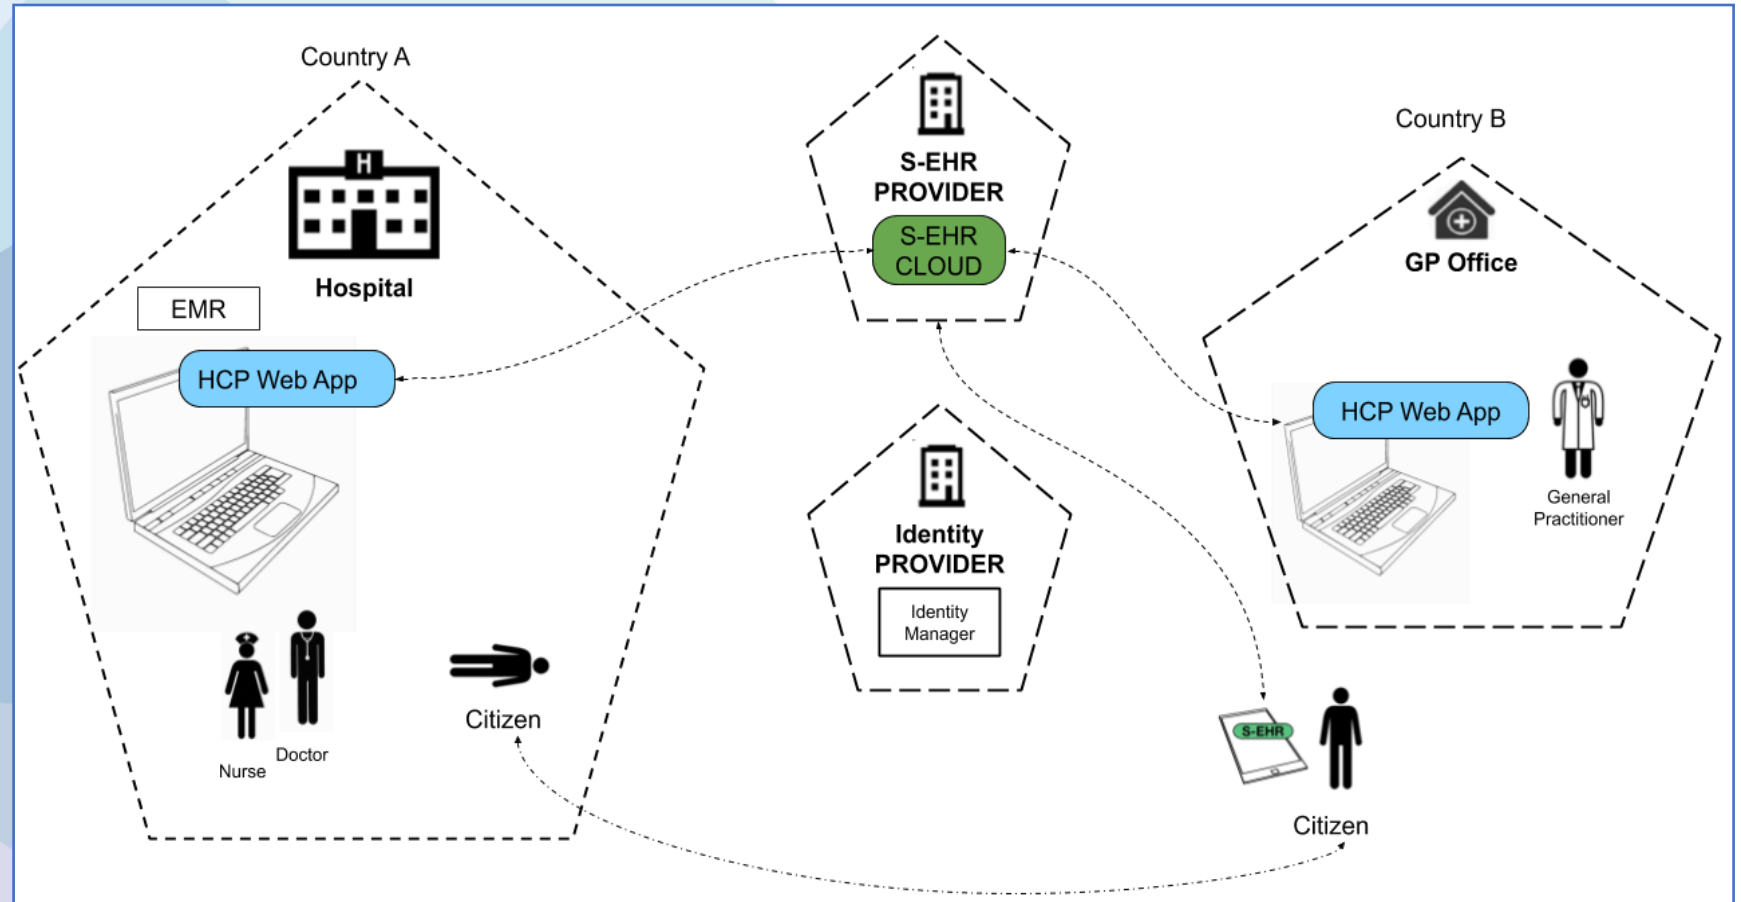 Country A
H
Hospital
EMR
HCP Web App
Nurse
Doctor
Citizen
S-EHR
PROVIDER
S-EHR
CLOUD
Identity
PROVIDER
Identity
Manager
Country B
GP Office
HCP Web App
General
Practitioner
S-EHR
Citizen